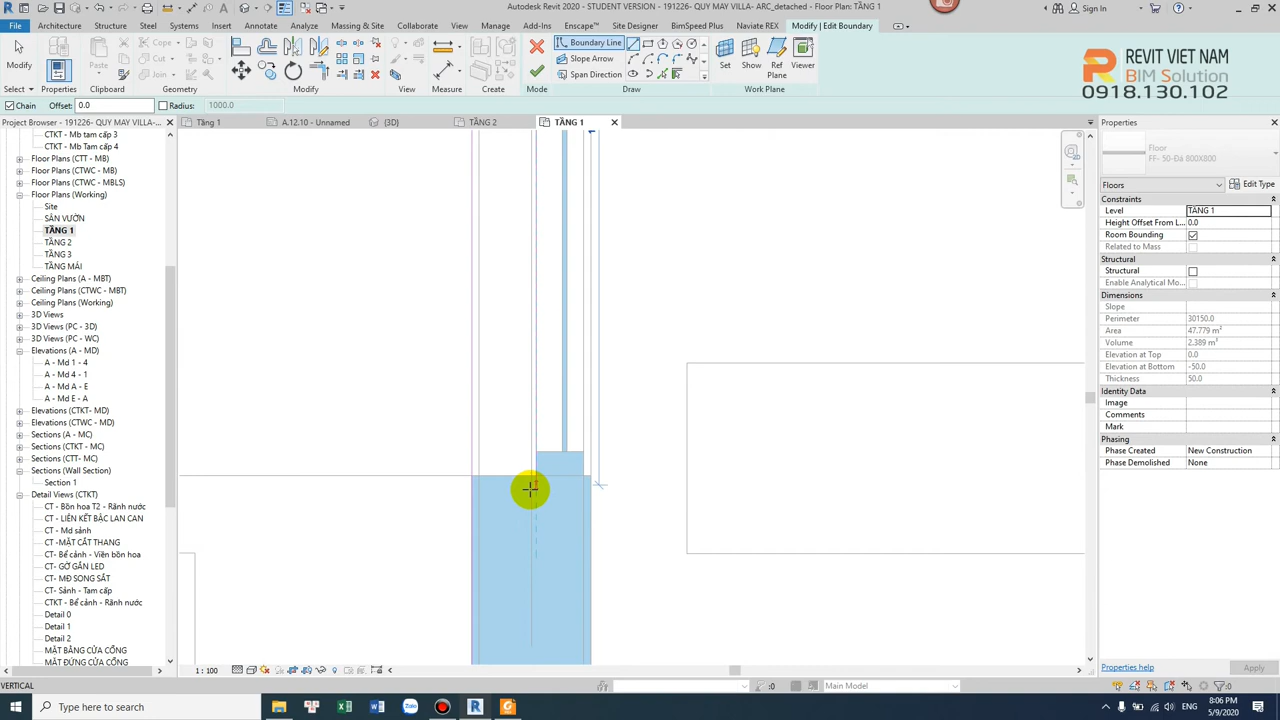 Autodesk Revit 2020 - STUDENT VERSION - 191226- QUY MAY VILLA- ARC_detached - Floor Plan: TẦNG 1
Sign In
File Architecture Structure Steel Systems Insert Annotate Analyze Massing & Site Collaborate View Manage Add-Ins Enscape™ Site Designer BimSpeed Plus Naviate REX Modify | Edit Boundary
Modify Paste Cope Cut Join Boundary Line Slope Arrow Span Direction Set Show Ref Plane Viewer
Select Properties Clipboard Geometry Modify View Measure Create Mode Draw Work Plane
REVIT VIET NAM
BIM Solution
0918.130.102
Chain Offset: 0.0 Radius: 1000.0
Project Browser - 191226- QUY MAY VILLA-...
Tầng 1
A.12.10 - Unnamed
(3D)
TẦNG 2
TẦNG 1
CTKT - Mb tam cấp 3
CTKT - Mb Tam cấp 4
Floor Plans (CTT - MB)
Floor Plans (CTWC - MB)
Floor Plans (CTWC - MBLS)
Floor Plans (Working)
Site
SÂN VƯỜN
TẦNG 1
TẦNG 2
TẦNG 3
TẦNG MÁI
Ceiling Plans (A - MBT)
Ceiling Plans (CTWC - MBT)
Ceiling Plans (Working)
3D Views
3D Views (PC - 3D)
3D Views (PC - WC)
Elevations (A - MD)
A - Md 1 - 4
A - Md 4 - 1
A - Md A - E
A - Md E - A
Elevations (CTKT- MD)
Elevations (CTWC - MD)
Sections (A - MC)
Sections (CTKT - MC)
Sections (CTT- MC)
Sections (CTWC - MC)
Sections (Wall Section)
Section 1
Detail Views (CTKT)
CT - Bồn hoa T2 - Rãnh nước
CT - LIÊN KẾT BẬC LAN CAN
CT - Md sảnh
CT -MẶT CẮT THANG
CT- Bể cảnh - Viên bồn hoa
CT- GỜ GẮN LED
CT- MĐ SONG SẮT
CT- Sảnh - Tam cấp
CTKT - Bể cảnh - Rãnh nước
Detail 0
Detail 1
Detail 2
MẶT BẰNG CỬA CỔNG
MẶT ĐỨNG CỬA CỔNG
Properties
Floor
FF- 50-Đá 800X800
Floors Edit Type
Constraints
Level TẦNG 1
Height Offset From L... 0.0
Room Bounding
Related to Mass
Structural
Structural
Enable Analytical Mo...
Dimensions
Slope
Perimeter 30150.0
Area 47.779 m²
Volume 2.389 m³
Elevation at Top 0.0
Elevation at Bottom -50.0
Thickness 50.0
Identity Data
Image
Comments
Mark
Phasing
Phase Created New Construction
Phase Demolished None
Properties help Apply
1 : 100
VERTICAL
:0
Main Model
:0
Type here to search
ENG
8:06 PM
5/9/2020